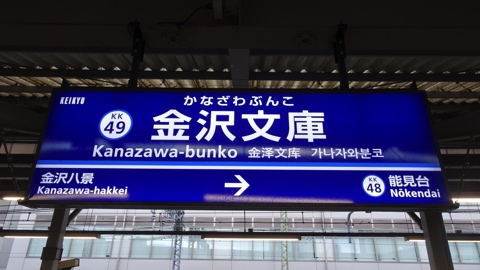 かなざわぶんこ
KEIKYU
KK
49
金沢文庫
Kanazawa-bunko 金泽文库 가나자와분코
金沢八景
Kanazawa-hakkei
→
KK
48
能見台
Nōkendai